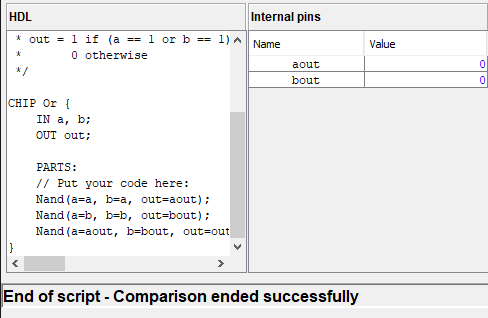 HDL
* out = 1 if (a == 1 or b == 1)
* 0 otherwise
*/
CHIP Or {
IN a, b;
OUT out;
PARTS:
// Put your code here:
Nand(a=a, b=a, out=aout);
Nand(a=b, b=b, out=bout);
Nand(a=aout, b=bout, out=out
}
Internal pins
Name Value
aout 0
bout 0
End of script - Comparison ended successfully